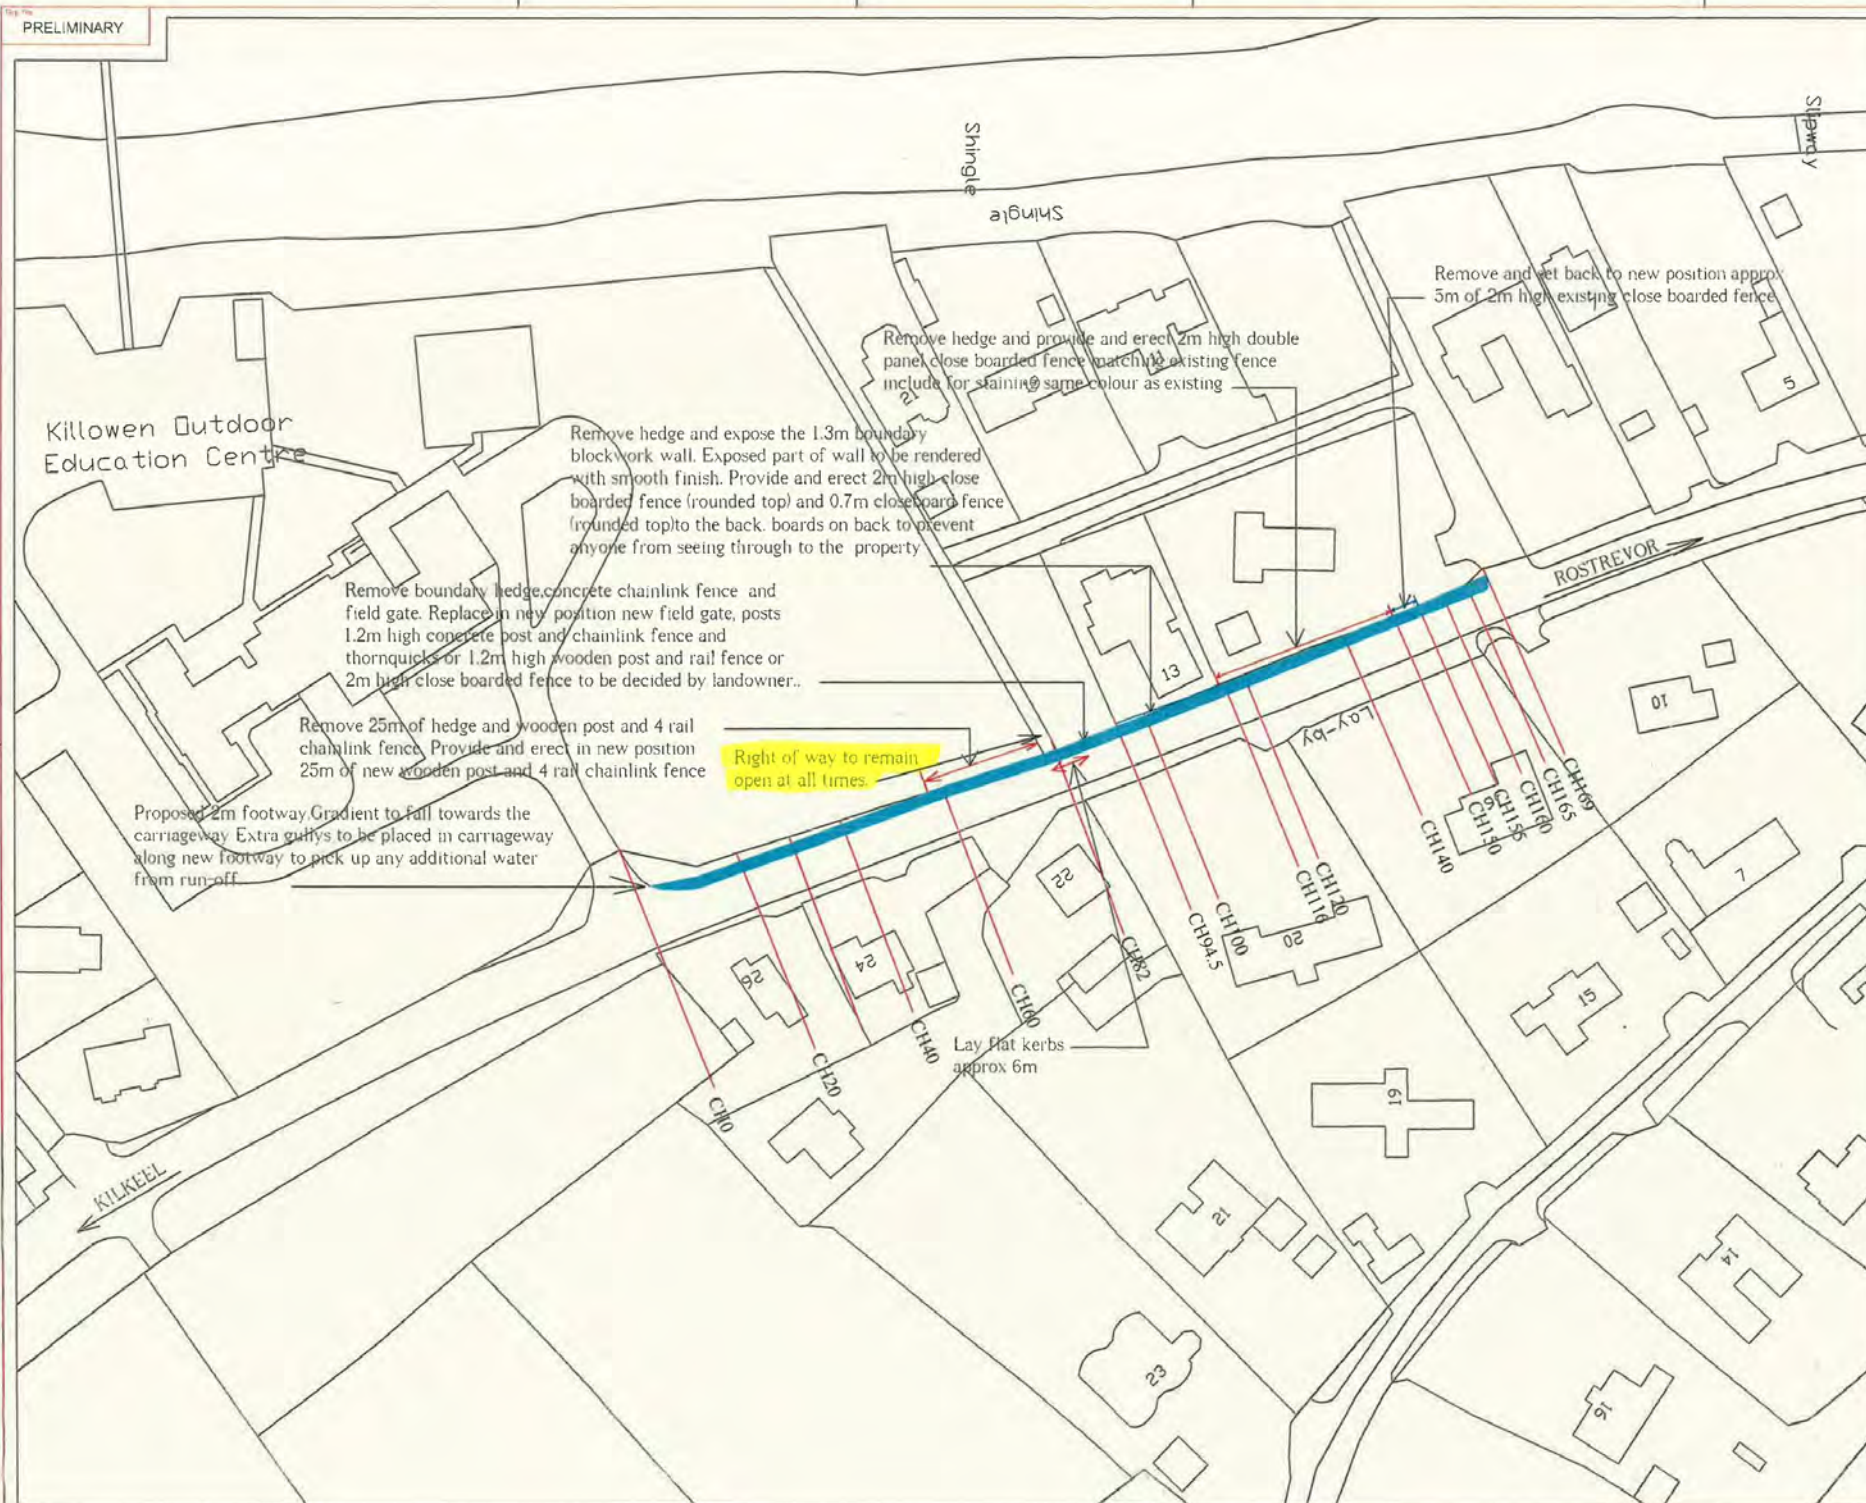 PRELIMINARY
Slipway
Shingle
Shingle
Remove and set back to new position approx
5m of 2m high existing close boarded fence
Remove hedge and provide and erect 2m high double
panel close boarded fence matching existing fence
include for staining same colour as existing
5
11
19
21
Killowen Outdoor
Education Centre
Remove hedge and expose the 1.3m boundary
blockwork wall. Exposed part of wall to be rendered
with smooth finish. Provide and erect 2m high close
boarded fence (rounded top) and 0.7m closeboard fence
(rounded top)to the back. boards on back to prevent
anyone from seeing through to the property
ROSTREVOR
Remove boundary hedge,concrete chainlink fence and
field gate. Replace in new position new field gate, posts
1.2m high concrete post and chainlink fence and
thornquicks or 1.2m high wooden post and rail fence or
2m high close boarded fence to be decided by landowner..
13
10
Lay-by
Remove 25m of hedge and wooden post and 4 rail
chainlink fence. Provide and erect in new position
25m of new wooden post and 4 rail chainlink fence
Right of way to remain
open at all times.
Proposed 2m footway.Gradient to fall towards the
carriageway Extra gullys to be placed in carriageway
along new footway to pick up any additional water
from run-off..
CH0
CH20
CH40
CH60
CH82
CH94.5
CH100
CH116
CH120
CH140
CH150
CH155
CH160
CH165
CH169
26
24
22
20
7
15
Lay flat kerbs
approx 6m
19
KILKEEL
21
14
23
16